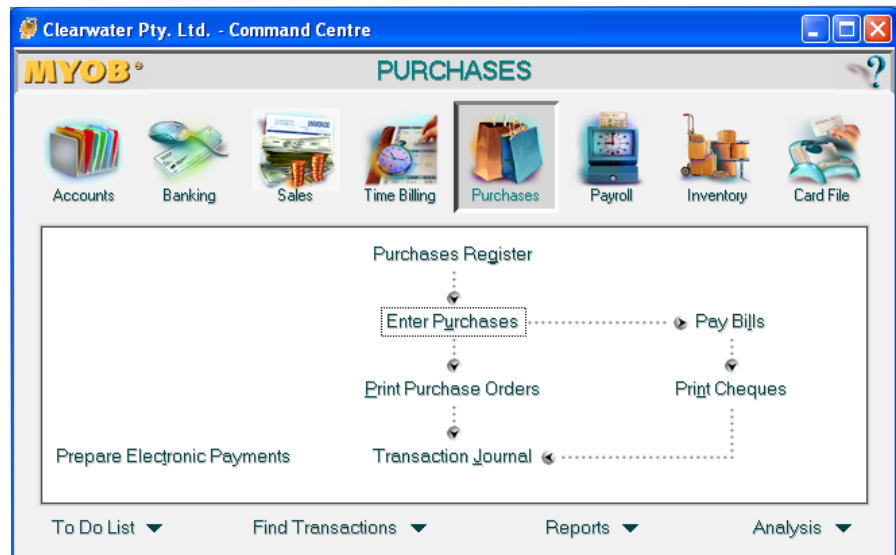 Clearwater Pty. Ltd. - Command Centre
MYOB PURCHASES ?
Accounts Banking Sales Time Billing Purchases Payroll Inventory Card File
INVOICE
Purchases Register
Enter Purchases Pay Bills
Print Purchase Orders Print Cheques
Prepare Electronic Payments Transaction Journal
To Do List Find Transactions Reports Analysis